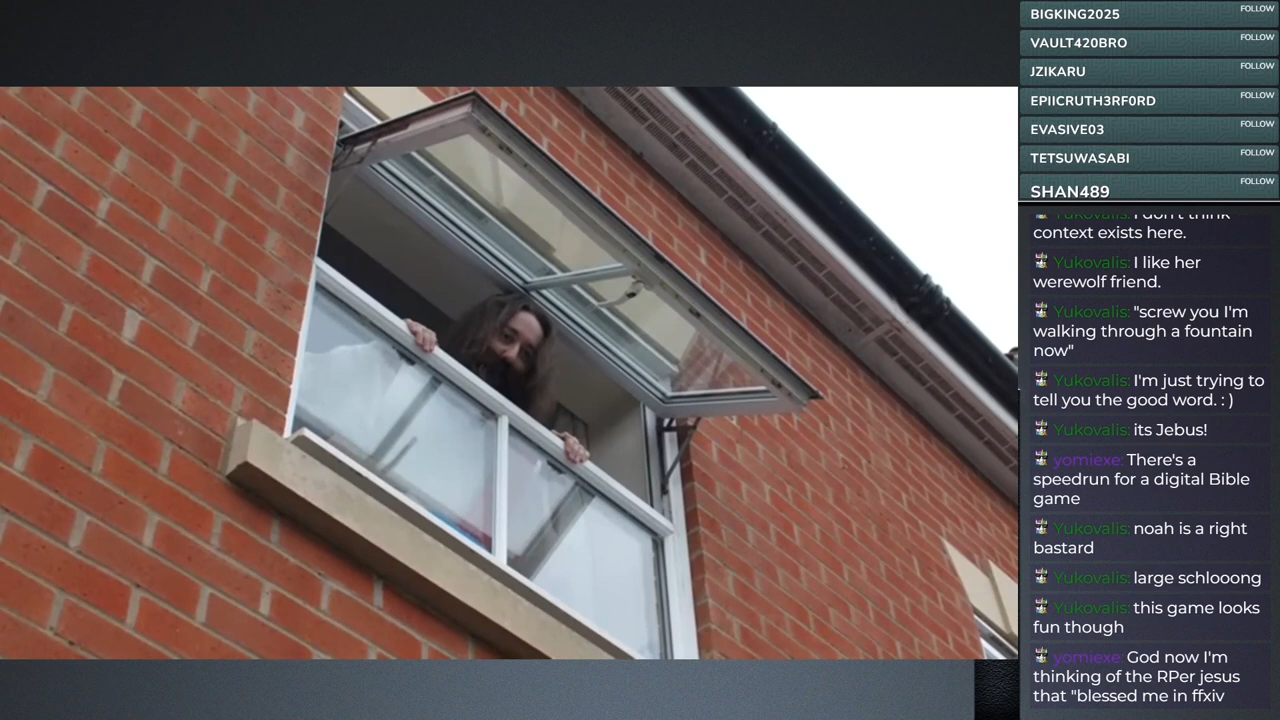 BIGKING2025
FOLLOW
VAULT420BRO
FOLLOW
JZIKARU
FOLLOW
EPIICRUTH3RF0RD
FOLLOW
EVASIVE03
FOLLOW
TETSUWASABI
FOLLOW
SHAN489
FOLLOW
Yukovalis: I don't think
context exists here.
Yukovalis: I like her
werewolf friend.
Yukovalis: "screw you I'm
walking through a fountain
now"
Yukovalis: I'm just trying to
tell you the good word. : )
Yukovalis: its Jebus!
yomiexe: There's a
speedrun for a digital Bible
game
Yukovalis: noah is a right
bastard
Yukovalis: large schlooong
Yukovalis: this game looks
fun though
yomiexe: God now I'm
thinking of the RPer jesus
that "blessed me in ffxiv